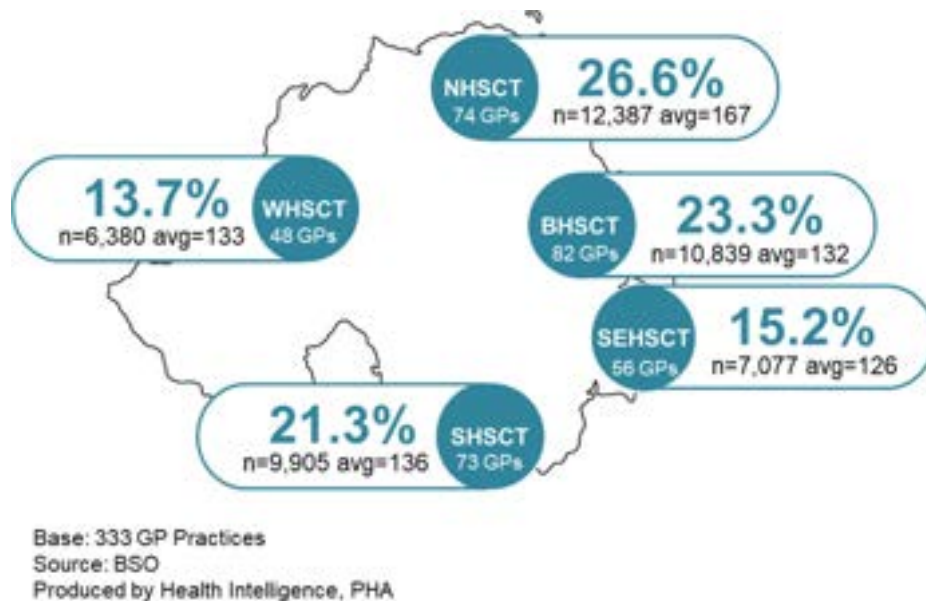 NHSCT
74 GPs
26.6%
n=12,387 avg=167
13.7%
n=6,380 avg=133
WHSCT
48 GPs
BHSCT
82 GPs
23.3%
n=10,839 avg=132
SEHSCT
56 GPs
15.2%
n=7,077 avg=126
21.3%
n=9,905 avg=136
SHSCT
73 GPs
Base: 333 GP Practices
Source: BSO
Produced by Health Intelligence, PHA